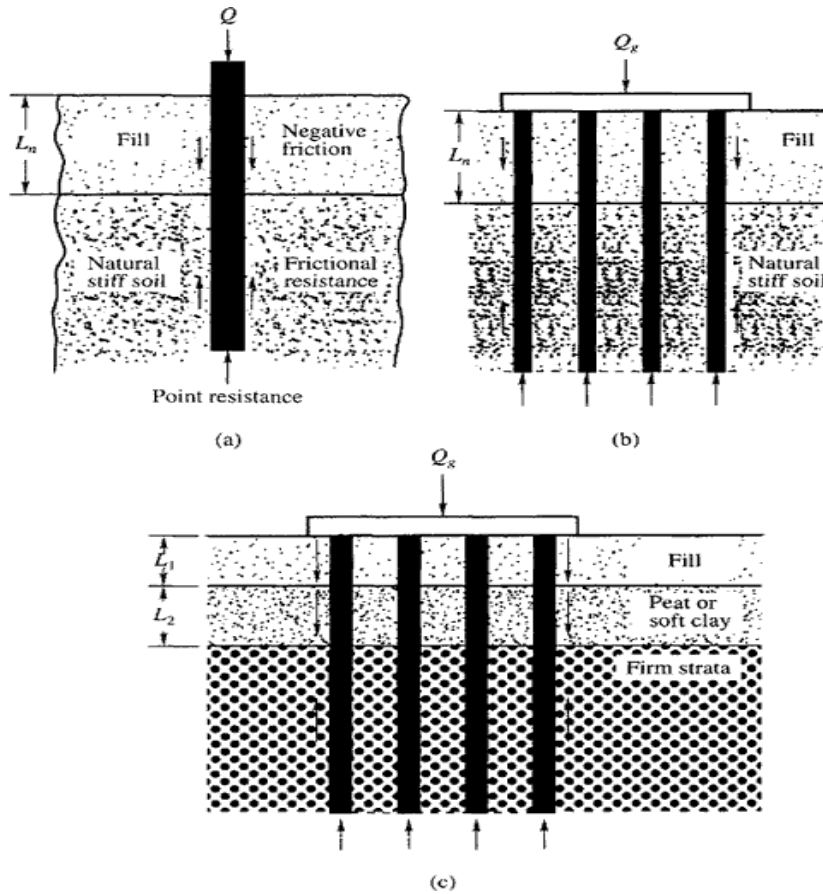 Q
L_n
Fill
Negative
friction
Natural
stiff soil
Frictional
resistance
Point resistance
(a)
Q_g
L_n
Fill
Natural
stiff soil
(b)
Q_g
L_1
Fill
L_2
Peat or
soft clay
Firm strata
(c)